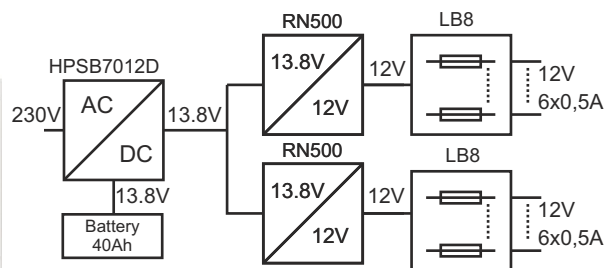 RN500
LB8
HPSB7012D
13.8V
12V
12V
12V
6x0,5A
230V
AC
DC
13.8V
13.8V
Battery
40Ah
RN500
LB8
13.8V
12V
12V
12V
6x0,5A